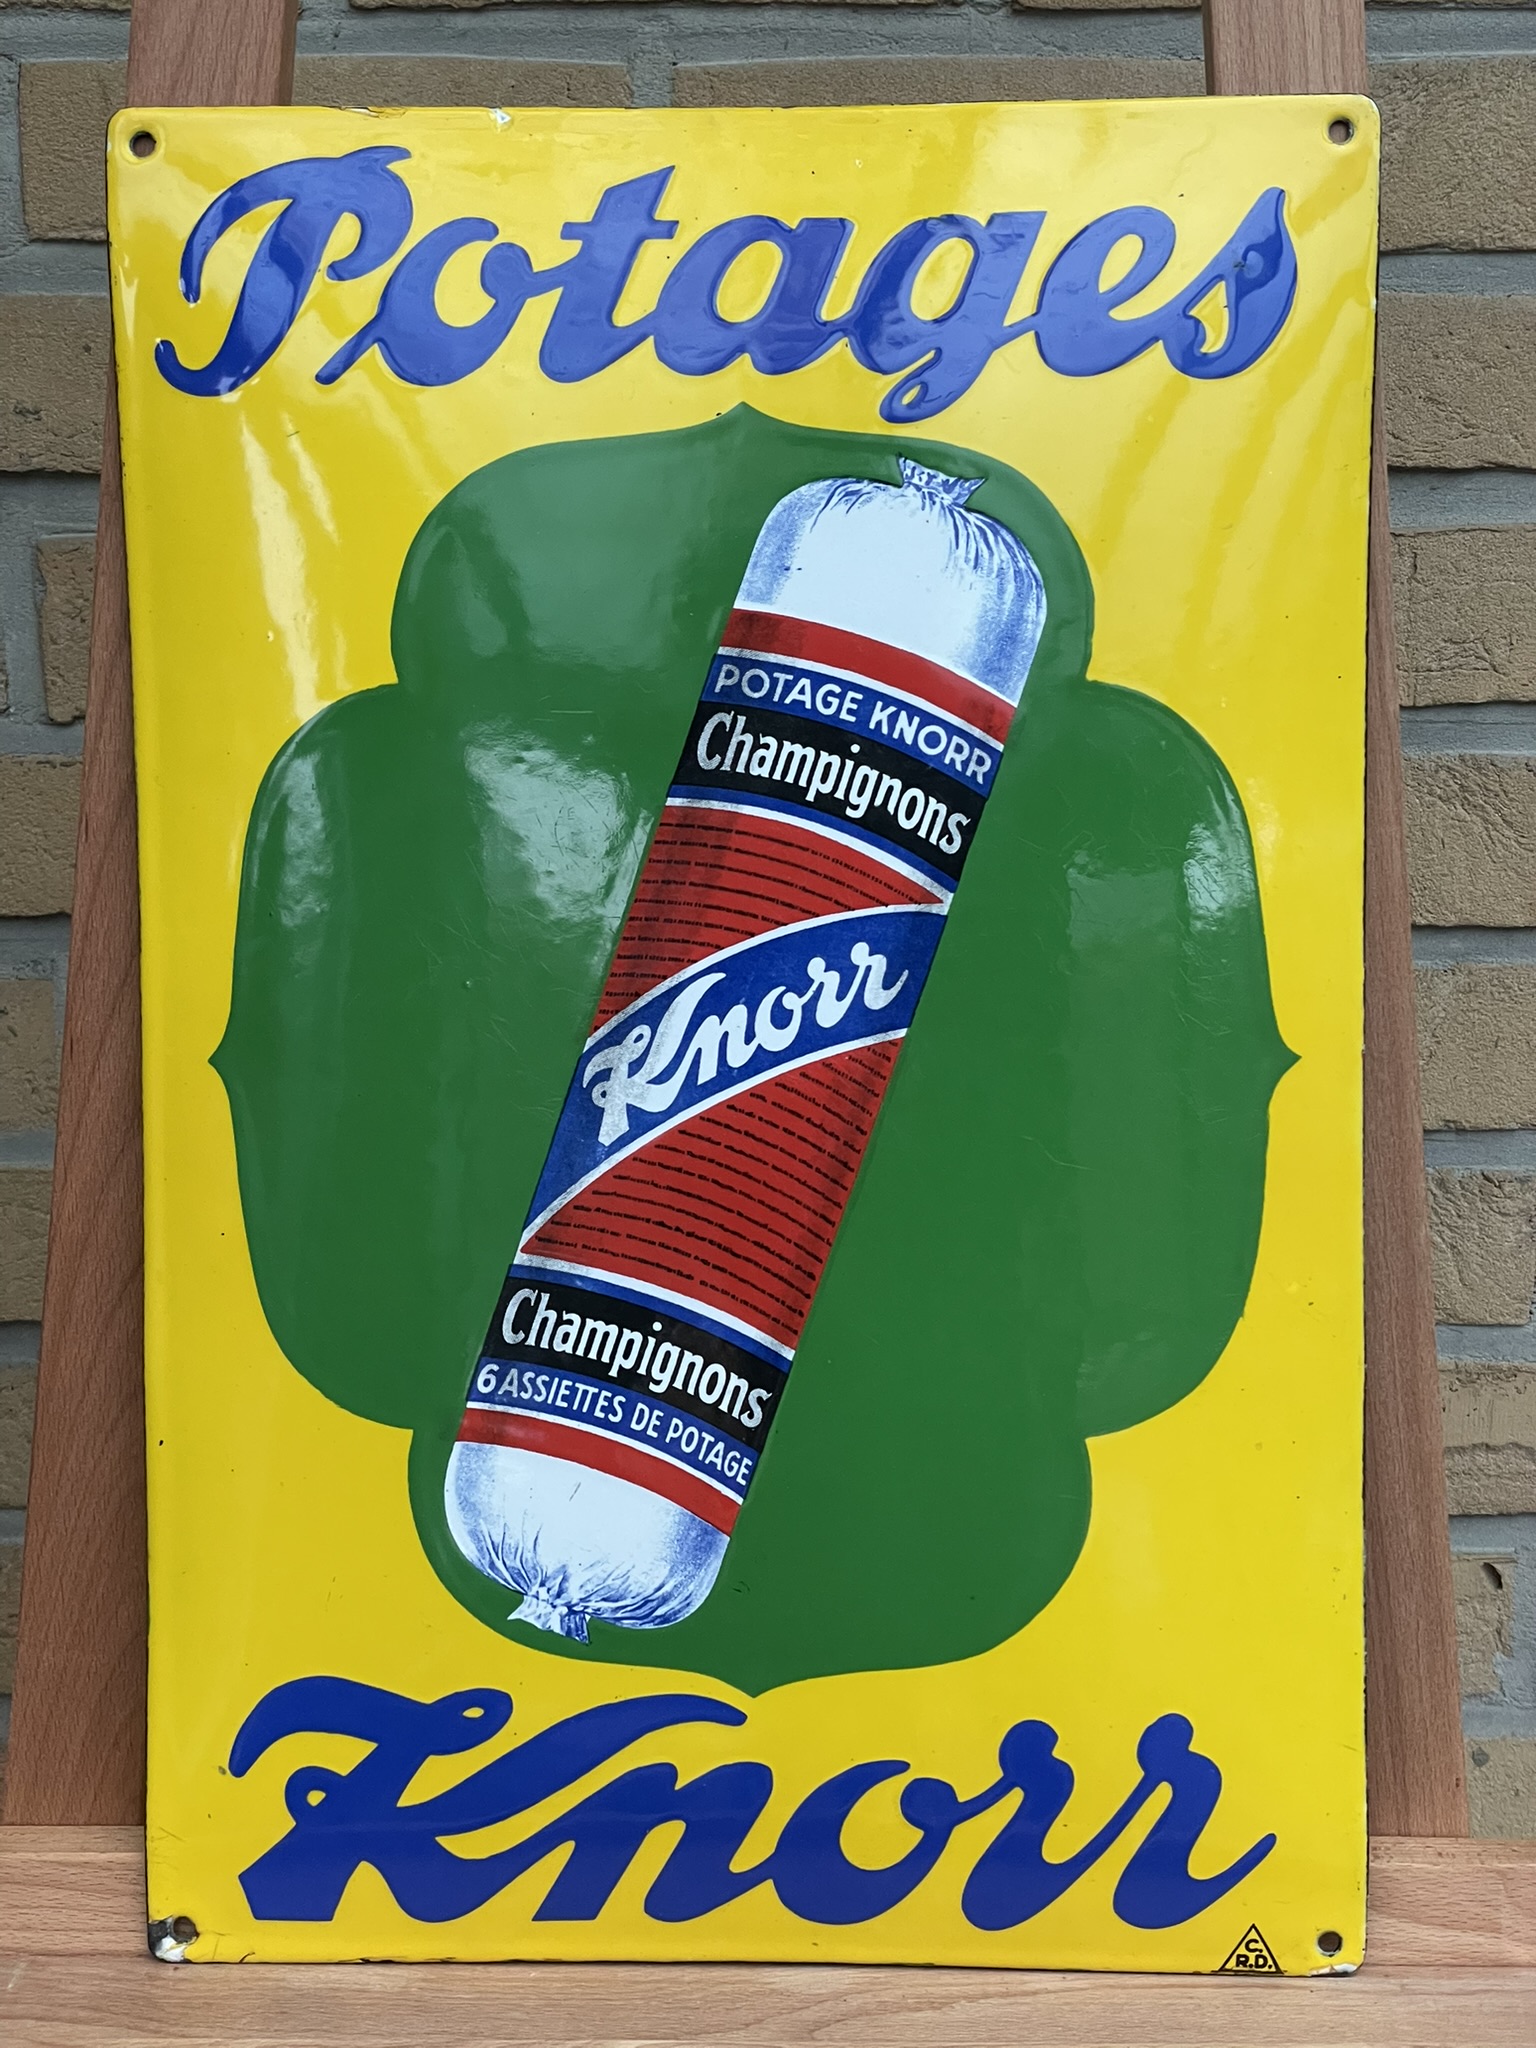 Potages
POTAGE KNORR
Champignons
Knorr
Champignons
6 ASSIETTES DE POTAGE
Knorr
C.
R.D.